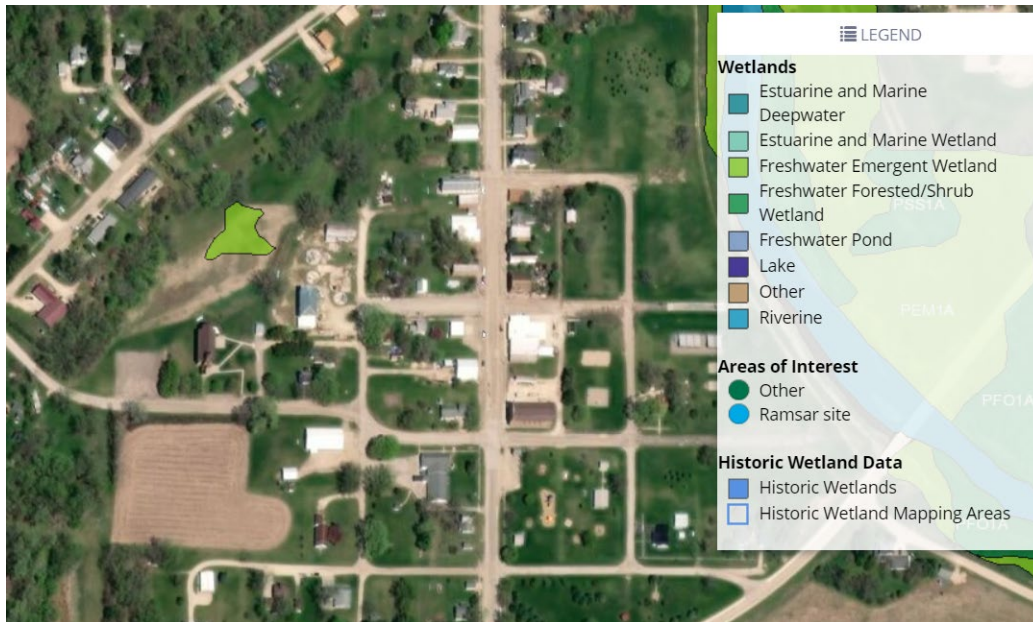 LEGEND
Wetlands
Estuarine and Marine
Deepwater
Estuarine and Marine Wetland
Freshwater Emergent Wetland
Freshwater Forested/Shrub
Wetland
Freshwater Pond
Lake
Other
Riverine
Areas of Interest
Other
Ramsar site
Historic Wetland Data
Historic Wetlands
Historic Wetland Mapping Areas
PSS1A
PEM1A
PFO1A
PFO1A